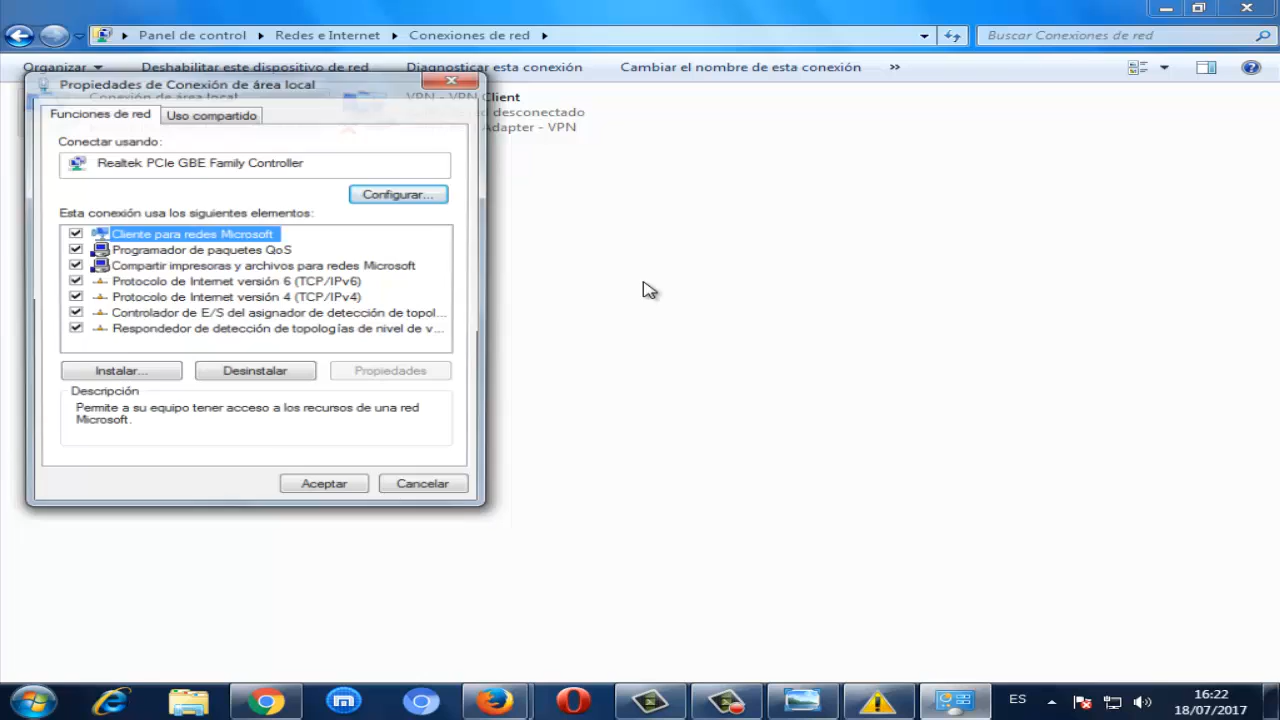 Panel de control
Redes e Internet
Conexiones de red
Buscar Conexiones de red
Organizar
Deshabilitar este dispositivo de red
Diagnosticar esta conexión
Cambiar el nombre de esta conexión
»
Propiedades de Conexión de área local
Conexión de área local
VPN - VPN Client
desconectado
Adapter - VPN
Funciones de red
Uso compartido
Conectar usando:
Realtek PCIe GBE Family Controller
Configurar...
Esta conexión usa los siguientes elementos:
Cliente para redes Microsoft
Programador de paquetes QoS
Compartir impresoras y archivos para redes Microsoft
Protocolo de Internet versión 6 (TCP/IPv6)
Protocolo de Internet versión 4 (TCP/IPv4)
Controlador de E/S del asignador de detección de topol...
Respondedor de detección de topologías de nivel de v...
Instalar...
Desinstalar
Propiedades
Descripción
Permite a su equipo tener acceso a los recursos de una red
Microsoft.
Aceptar
Cancelar
ES
16:22
18/07/2017